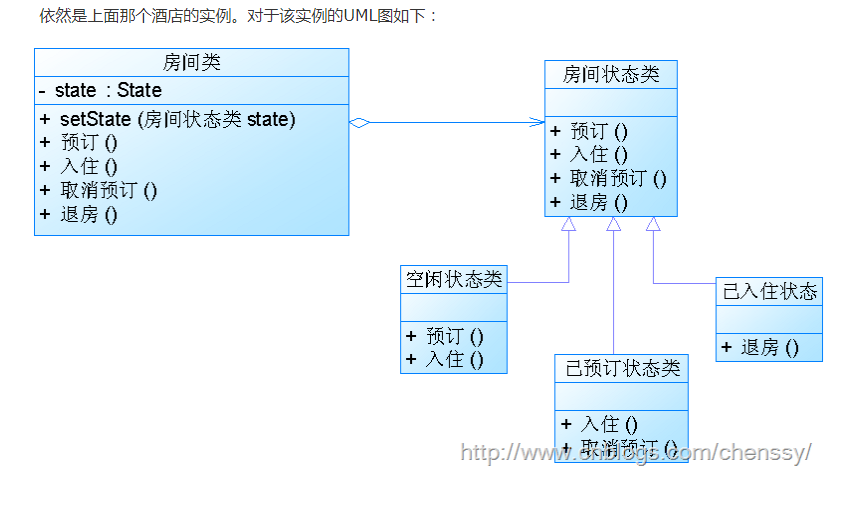 依然是上面那个酒店的实例。对于该实例的UML图如下：
房间类
- state : State
+ setState (房间状态类 state)
+ 预订 ()
+ 入住 ()
+ 取消预订 ()
+ 退房 ()
房间状态类
+ 预订 ()
+ 入住 ()
+ 取消预订 ()
+ 退房 ()
空闲状态类
+ 预订 ()
+ 入住 ()
已预订状态类
+ 入住 ()
+ 取消预订 ()
已入住状态
+ 退房 ()
http://www.cnblogs.com/chenssy/